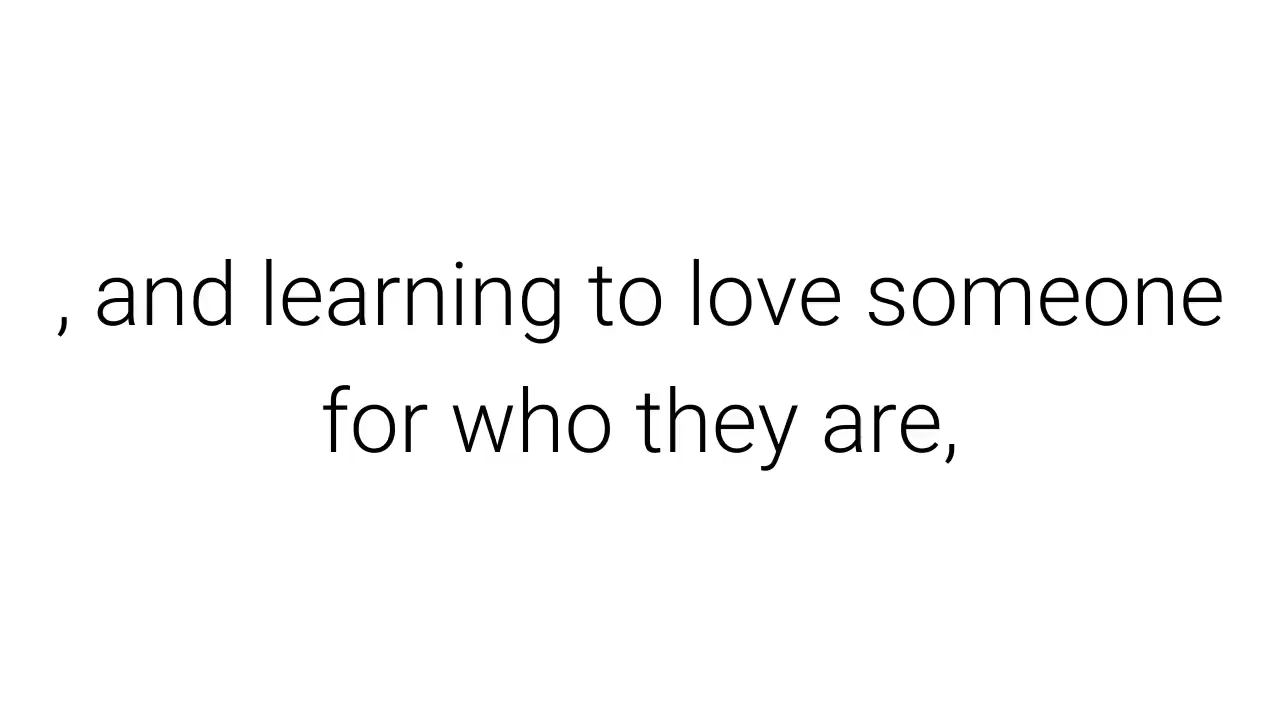 , and learning to love someone
for who they are,